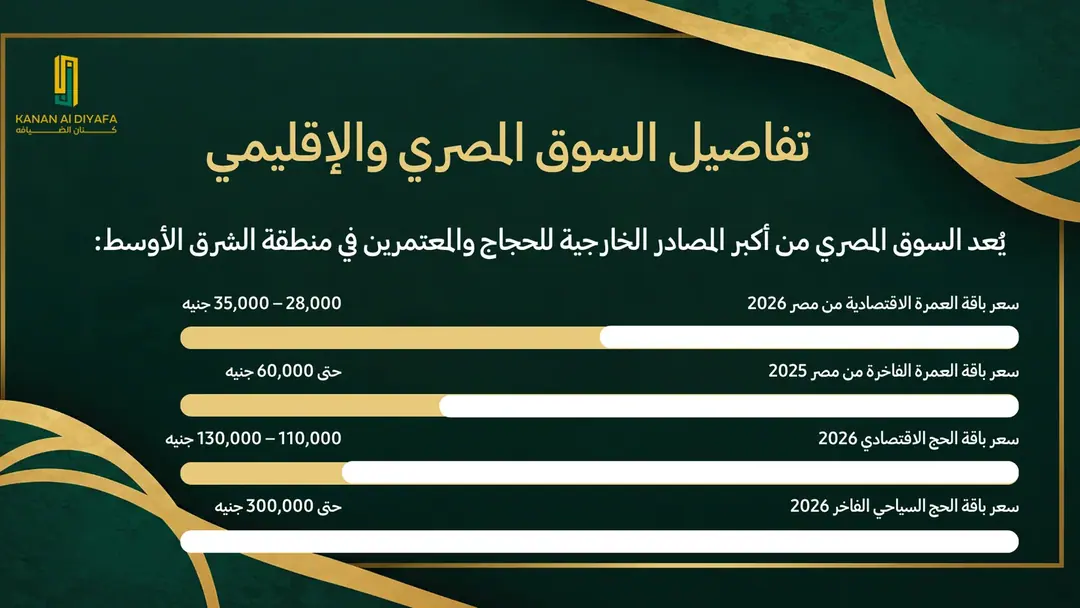 KANAN Al DIYAFA
كـنان الضـيافه
تفاصيل السوق المصري والإقليمي
يُعد السوق المصري من أكبر المصادر الخارجية للحجاج والمعتمرين في منطقة الشرق الأوسط:
سعر باقة العمرة الاقتصادية من مصر 2026
28,000 – 35,000 جنيه
سعر باقة العمرة الفاخرة من مصر 2025
حتى 60,000 جنيه
سعر باقة الحج الاقتصادي 2026
110,000 – 130,000 جنيه
سعر باقة الحج السياحي الفاخر 2026
حتى 300,000 جنيه